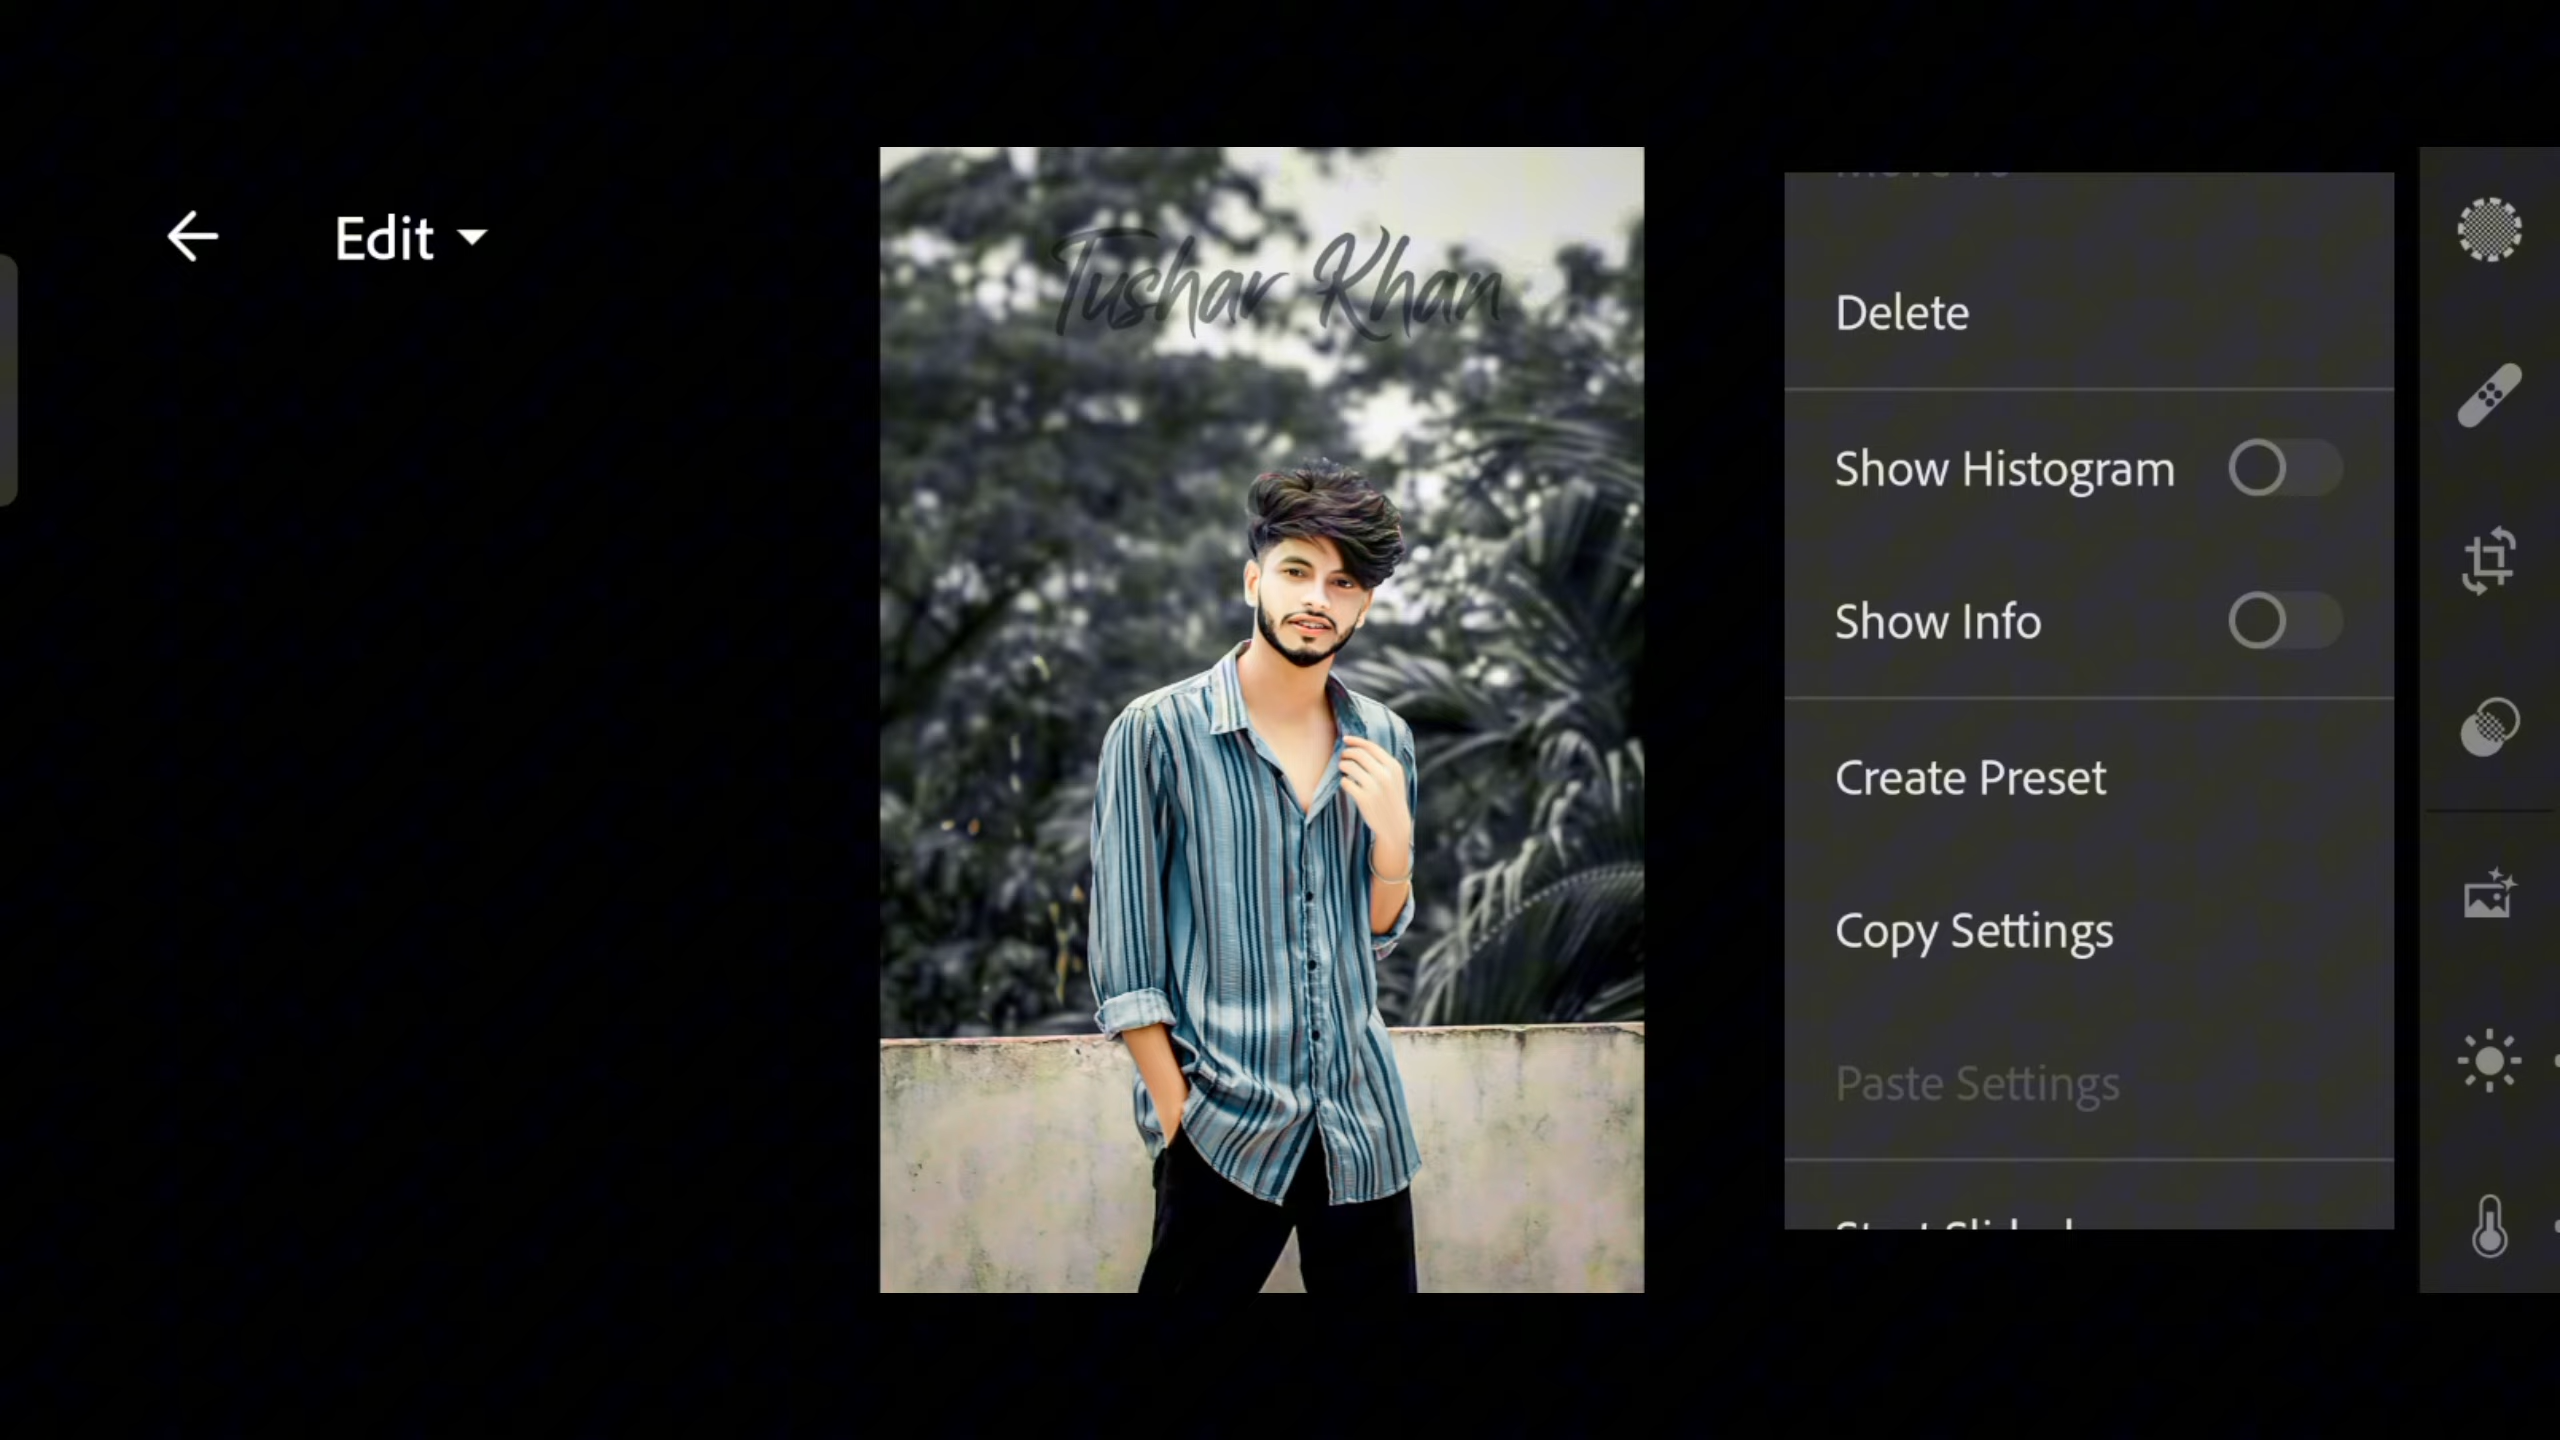 Edit
Tushar Khan
Delete
Show Histogram
Show Info
Create Preset
Copy Settings
Paste Settings